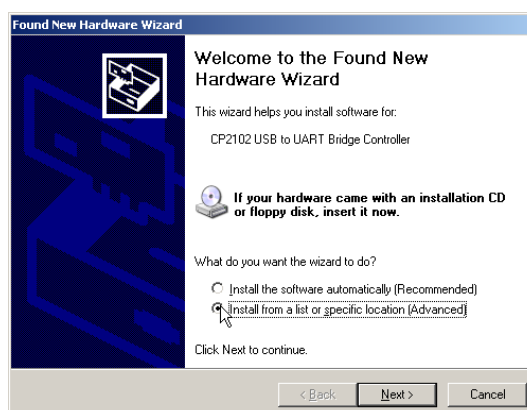 Found New Hardware Wizard
Welcome to the Found New
Hardware Wizard
This wizard helps you install software for:
CP2102 USB to UART Bridge Controller
If your hardware came with an installation CD
or floppy disk, insert it now.
What do you want the wizard to do?
Install the software automatically (Recommended)
Install from a list or specific location (Advanced)
Click Next to continue.
< Back Next > Cancel